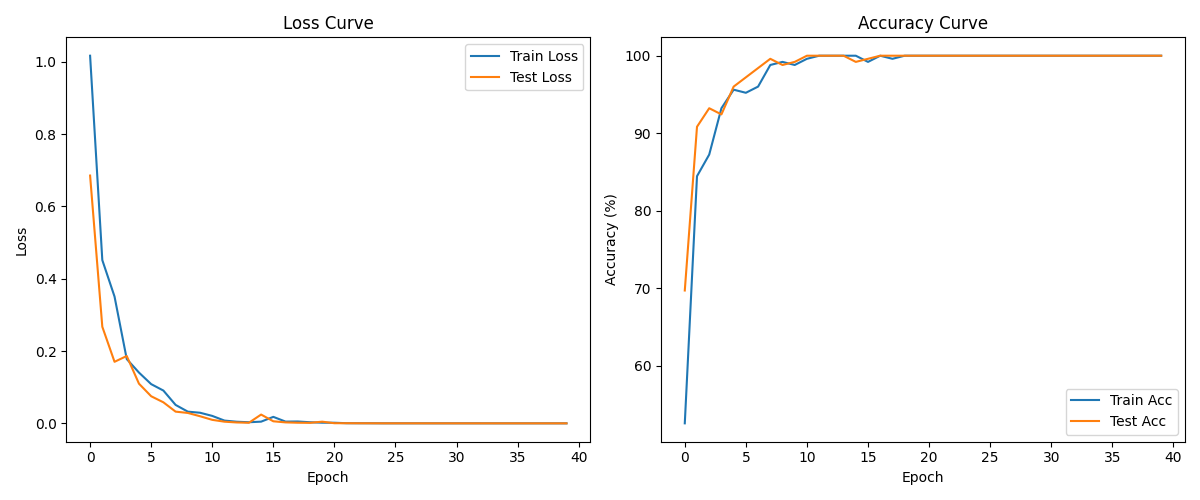 Loss Curve
Train Loss
Test Loss
1.0
0.8
0.6
0.4
0.2
0.0
Loss
0 5 10 15 20 25 30 35 40
Epoch
Accuracy Curve
100
90
80
70
60
Accuracy (%)
Train Acc
Test Acc
0 5 10 15 20 25 30 35 40
Epoch